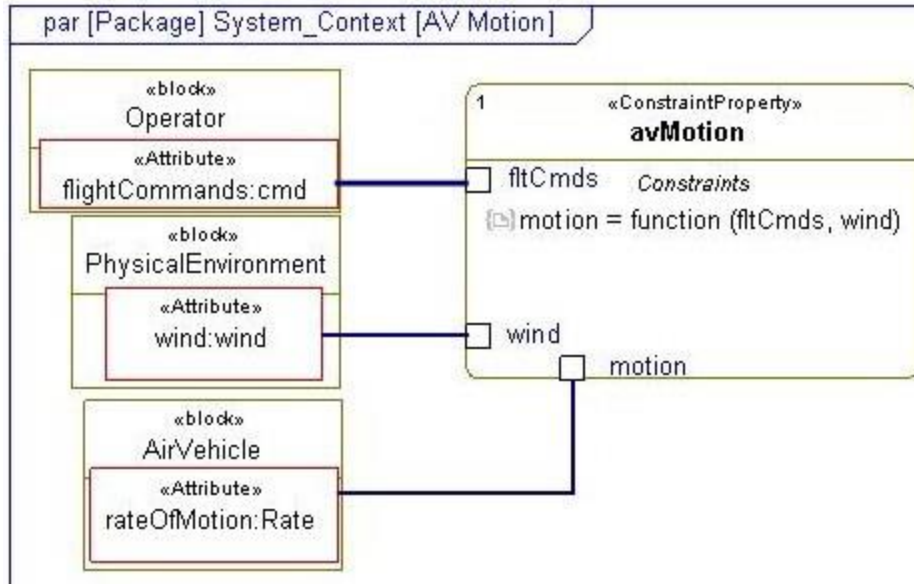 par [Package] System_Context [AV Motion]
«block»
Operator
«Attribute»
flightCommands:cmd
«block»
PhysicalEnvironment
«Attribute»
wind:wind
«block»
AirVehicle
«Attribute»
rateOfMotion:Rate
1 «ConstraintProperty»
avMotion
fltCmds Constraints
motion = function (fltCmds, wind)
wind
motion